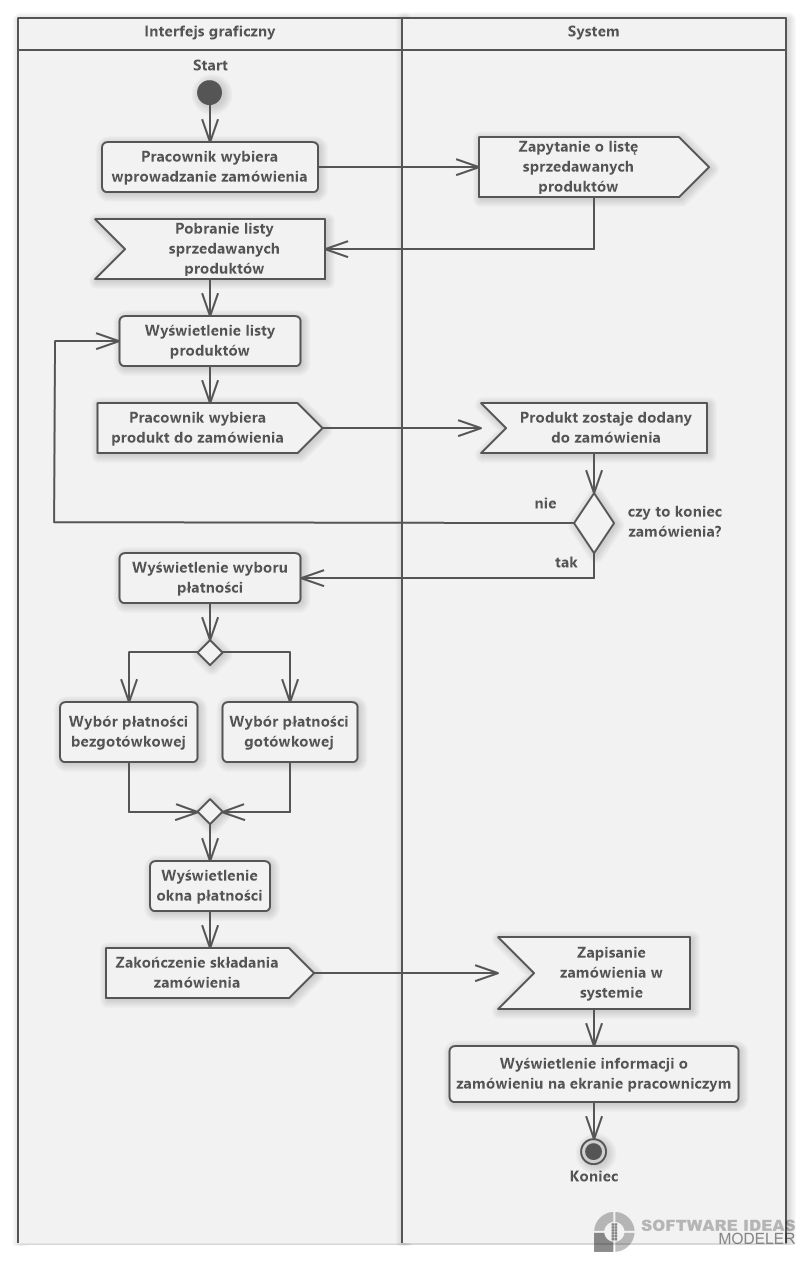 Interfejs graficzny
System
Start
Pracownik wybiera
wprowadzanie zamówienia
Zapytanie o listę
sprzedawanych
produktów
Pobranie listy
sprzedawanych
produktów
Wyświetlenie listy
produktów
Pracownik wybiera
produkt do zamówienia
Produkt zostaje dodany
do zamówienia
nie
czy to koniec
zamówienia?
tak
Wyświetlenie wyboru
płatności
Wybór płatności
bezgotówkowej
Wybór płatności
gotówkowej
Wyświetlenie
okna płatności
Zakończenie składania
zamówienia
Zapisanie
zamówienia w
systemie
Wyświetlenie informacji o
zamówieniu na ekranie pracowniczym
Koniec
SOFTWARE IDEAS
MODELER